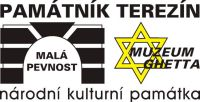 PAMÁTNÍK TEREZÍN
MALÁ
PEVNOST
MUZEUM
GHETTA
národní kulturní památka